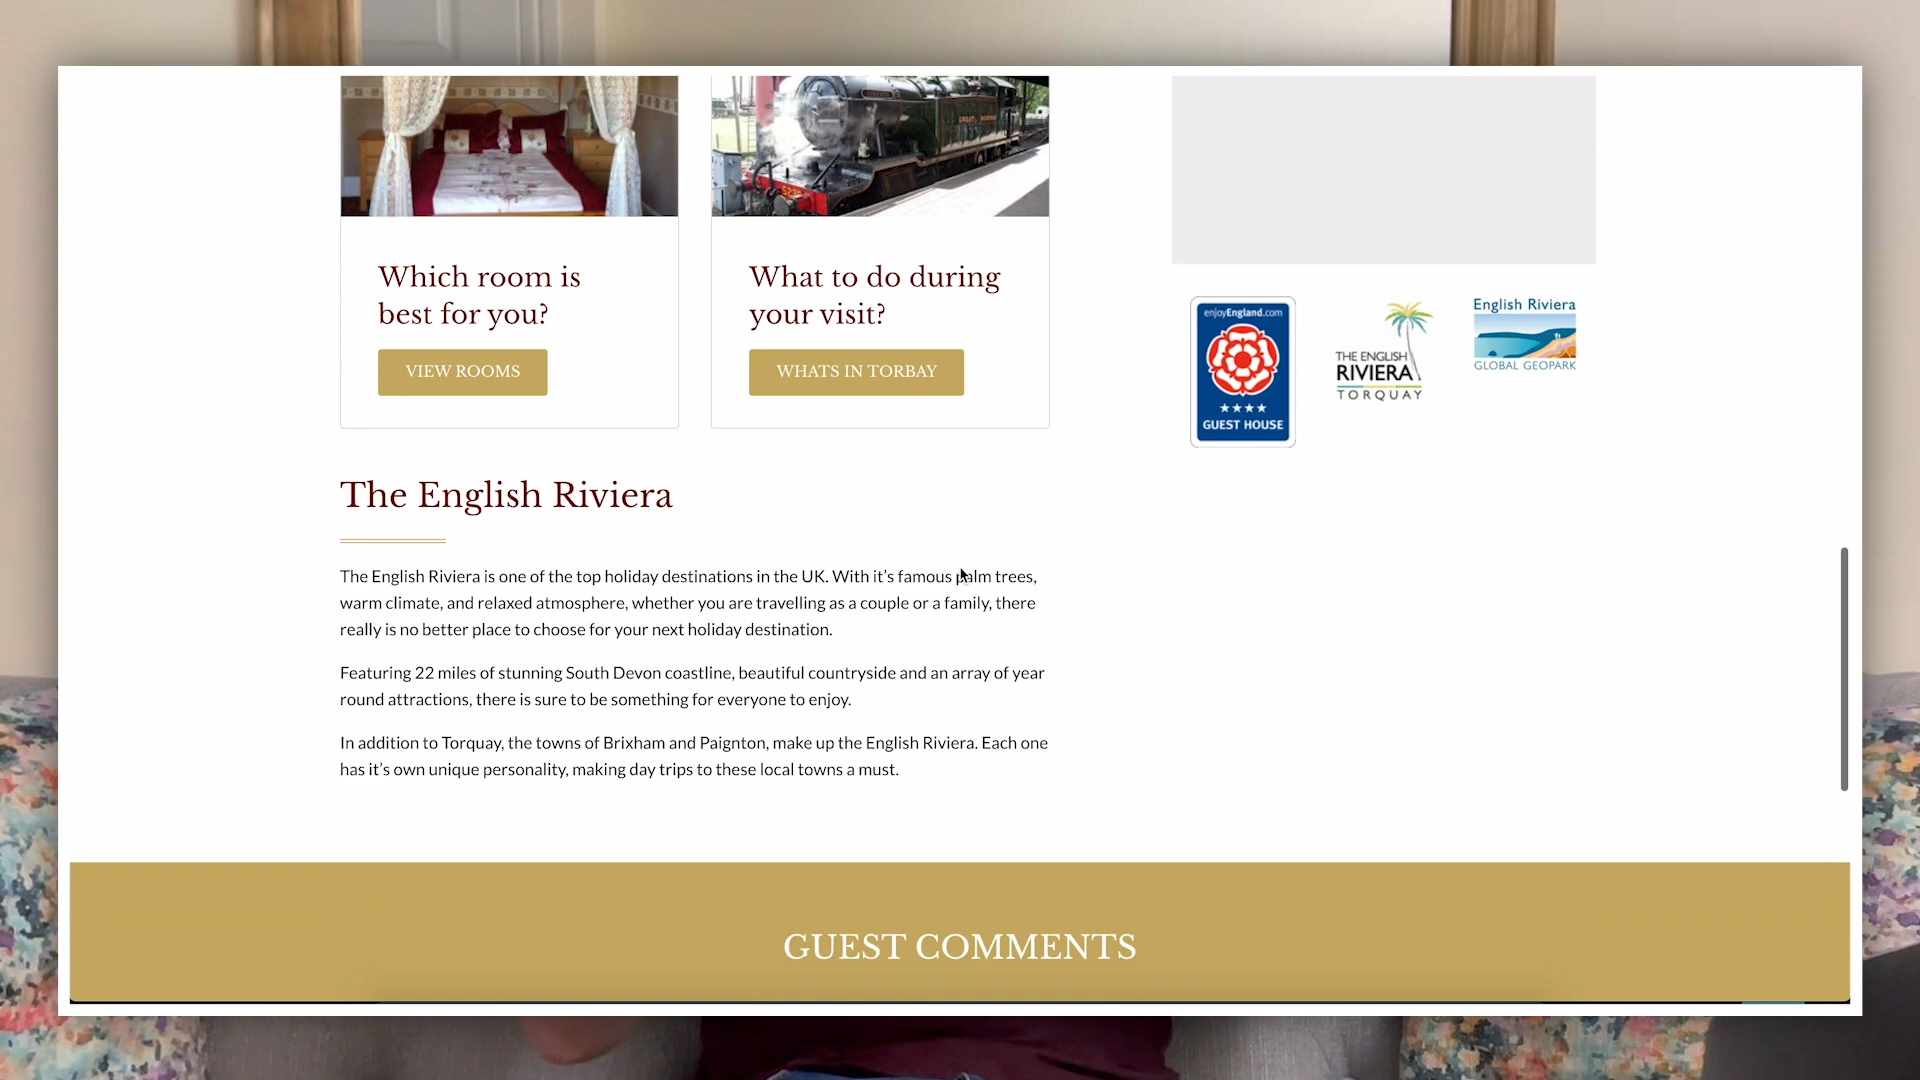 Which room is
best for you?
VIEW ROOMS
What to do during
your visit?
WHATS IN TORBAY
enjoyEngland.com
GUEST HOUSE
THE ENGLISH
RIVIERA
TORQUAY
English Riviera
GLOBAL GEOPARK
The English Riviera
The English Riviera is one of the top holiday destinations in the UK. With it’s famous palm trees,
warm climate, and relaxed atmosphere, whether you are travelling as a couple or a family, there
really is no better place to choose for your next holiday destination.
Featuring 22 miles of stunning South Devon coastline, beautiful countryside and an array of year
round attractions, there is sure to be something for everyone to enjoy.
In addition to Torquay, the towns of Brixham and Paignton, make up the English Riviera. Each one
has it’s own unique personality, making day trips to these local towns a must.
GUEST COMMENTS